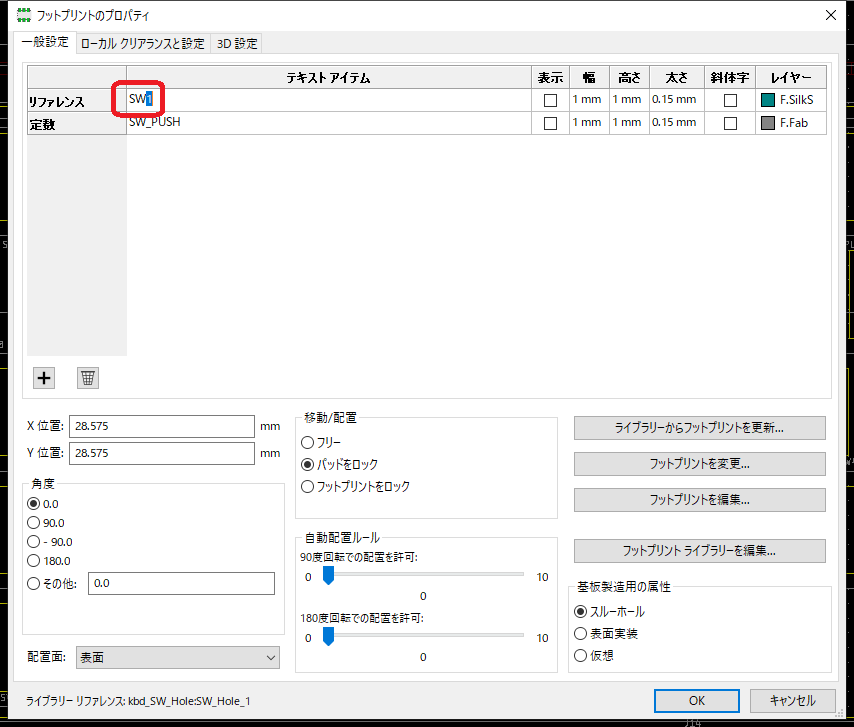 フットプリントのプロパティ
一般設定 ローカル クリアランスと設定 3D 設定
テキスト アイテム 表示 幅 高さ 太さ 斜体字 レイヤー
リファレンス SW1 1 mm 1 mm 0.15 mm F.SilkS
定数 SW_PUSH 1 mm 1 mm 0.15 mm F.Fab
X 位置: 28.575 mm
Y 位置: 28.575 mm
角度
0.0
90.0
- 90.0
180.0
その他: 0.0
配置面: 表面
移動/配置
フリー
パッドをロック
フットプリントをロック
自動配置ルール
90度回転での配置を許可:
0 10
0
180度回転での配置を許可:
0 10
0
ライブラリーからフットプリントを更新...
フットプリントを変更...
フットプリントを編集...
フットプリント ライブラリーを編集...
基板製造用の属性
スルーホール
表面実装
仮想
ライブラリー リファレンス: kbd_SW_Hole:SW_Hole_1
OK キャンセル
J14